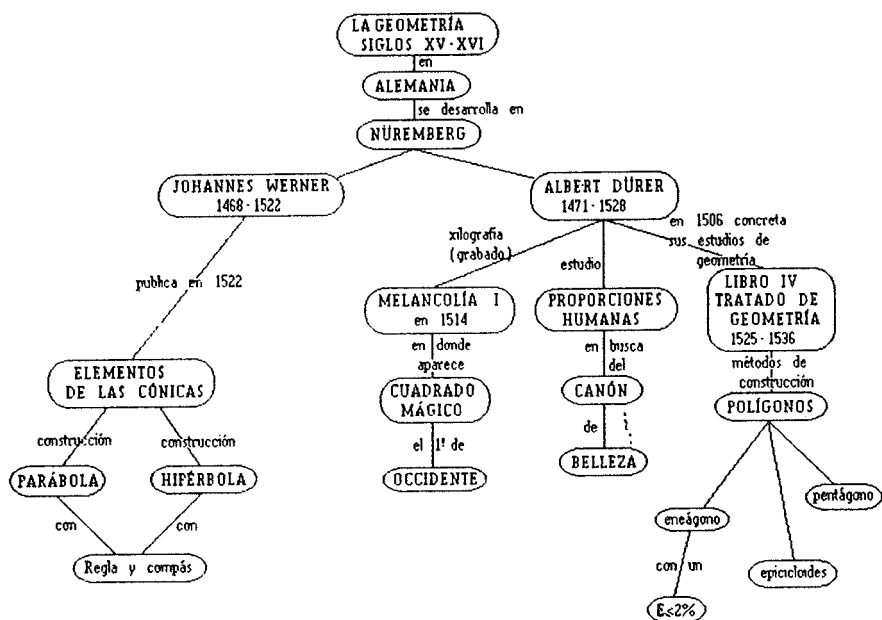 LA GEOMETRÍA
SIGLOS XV-XVI
en
ALEMANIA
se desarrolla en
NÜREMBERG
JOHANNES WERNER
1468-1522
publica en 1522
ELEMENTOS
DE LAS CÓNICAS
construcción
construcción
PARÁBOLA
HIFÉRBOLA
con
con
Regla y compás
ALBERT DÜRER
1471-1528
xilografía
(grabado)
MELANCOLÍA I
en 1514
en donde
aparece
CUADRADO
MÁGICO
el 1º de
OCCIDENTE
estudio
PROPORCIONES
HUMANAS
en busca
del
CANÓN
de
BELLEZA
en 1506 concreta
sus estudios de
geometría
LIBRO IV
TRATADO DE
GEOMETRÍA
1525-1536
métodos de
construcción
POLÍGONOS
eneágono
con un
E≤2%
epicicloides
pentágono